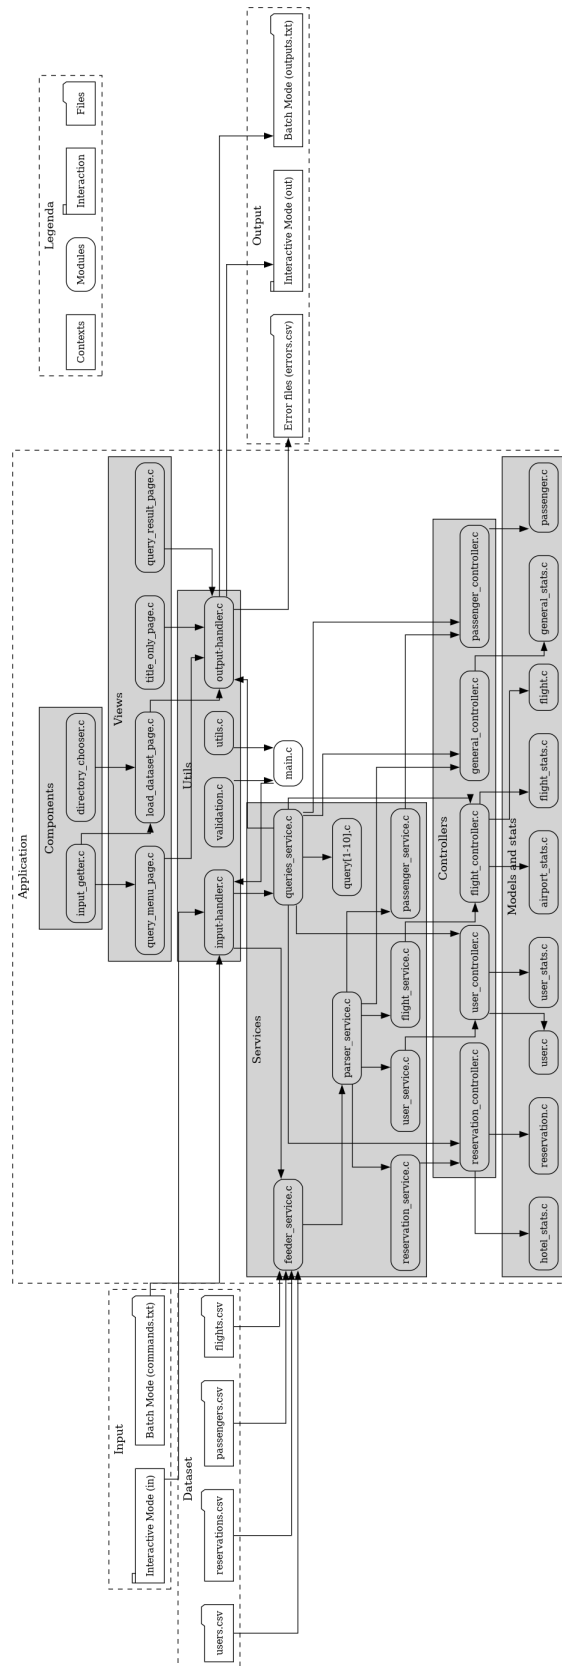 Legenda
Contexts
Modules
Interaction
Files
Output
Error files (errors.csv)
Interactive Mode (out)
Batch Mode (outputs.txt)
Application
Components
input_getter.c
directory_chooser.c
Views
query_menu_page.c
load_dataset_page.c
title_only_page.c
query_result_page.c
Utils
input-handler.c
validation.c
utils.c
output-handler.c
main.c
Services
feeder_service.c
queries_service.c
parser_service.c
query[1-10].c
reservation_service.c
user_service.c
flight_service.c
passenger_service.c
Controllers
reservation_controller.c
user_controller.c
flight_controller.c
general_controller.c
passenger_controller.c
Models and stats
hotel_stats.c
reservation.c
user.c
user_stats.c
airport_stats.c
flight_stats.c
flight.c
general_stats.c
passenger.c
Input
Interactive Mode (in)
Batch Mode (commands.txt)
Dataset
users.csv
reservations.csv
passengers.csv
flights.csv